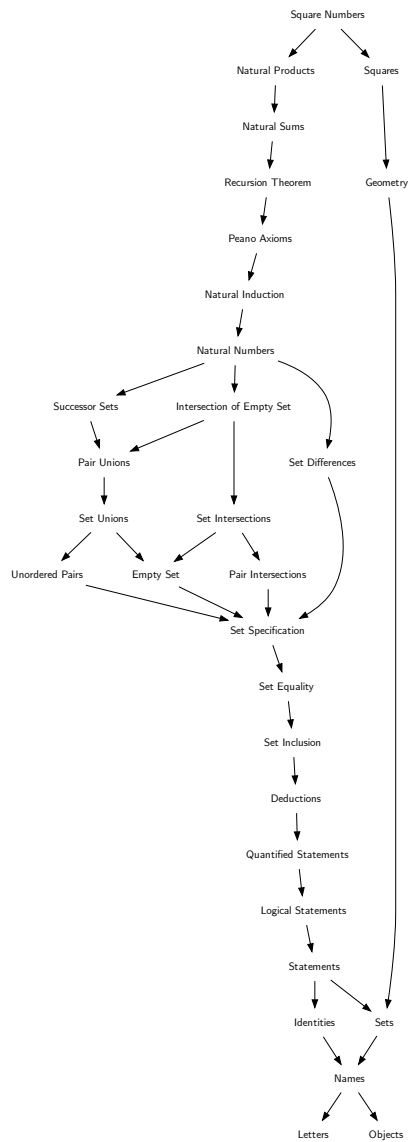 Square Numbers
Natural Products
Squares
Natural Sums
Recursion Theorem
Geometry
Peano Axioms
Natural Induction
Natural Numbers
Successor Sets
Intersection of Empty Set
Pair Unions
Set Differences
Set Unions
Set Intersections
Unordered Pairs
Empty Set
Pair Intersections
Set Specification
Set Equality
Set Inclusion
Deductions
Quantified Statements
Logical Statements
Statements
Identities
Sets
Names
Letters
Objects